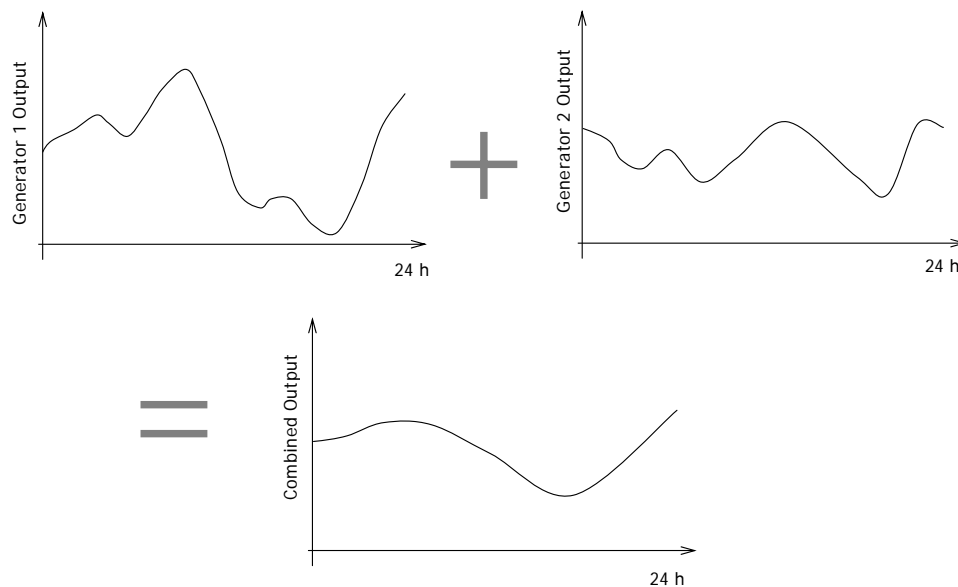 Generator 1 Output
24 h
Generator 2 Output
24 h
Combined Output
24 h